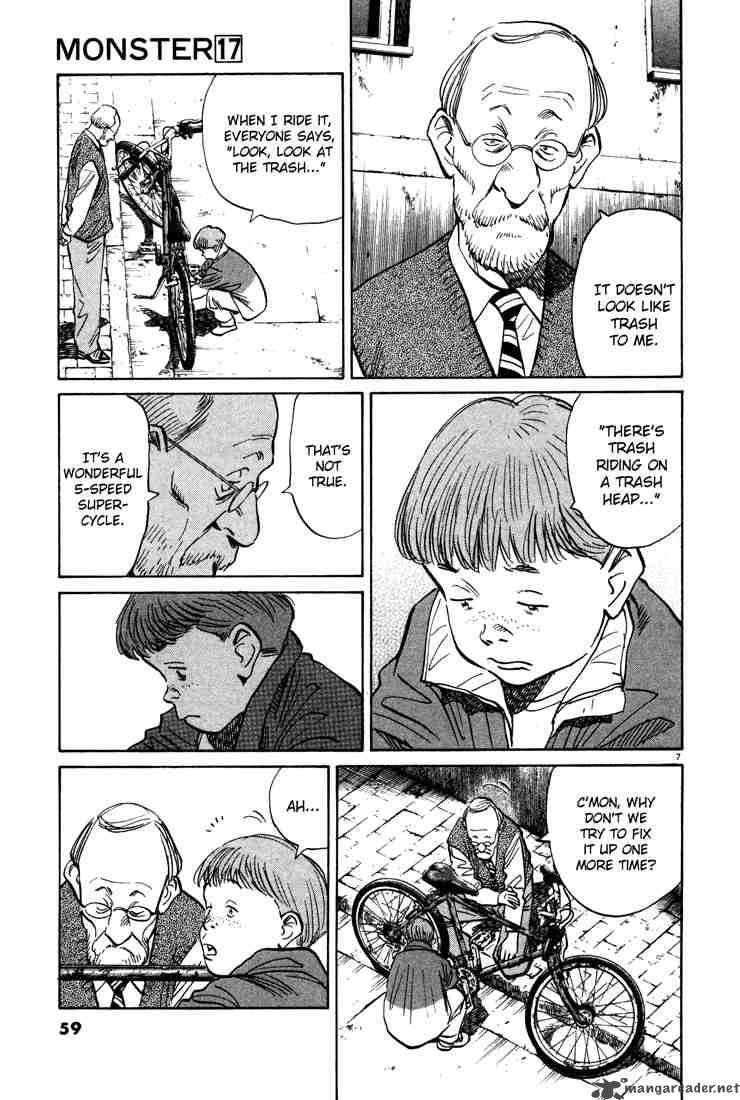 MONSTER 17
WHEN I RIDE IT,
EVERYONE SAYS,
"LOOK, LOOK AT
THE TRASH..."
IT DOESN'T
LOOK LIKE
TRASH
TO ME.
THAT'S
NOT
TRUE.
IT'S A
WONDERFUL
5-SPEED
SUPER-
CYCLE.
"THERE'S
TRASH
RIDING ON
A TRASH
HEAP..."
7
AH...
C'MON, WHY
DON'T WE
TRY TO FIX
IT UP ONE
MORE TIME?
59
mangareader.net